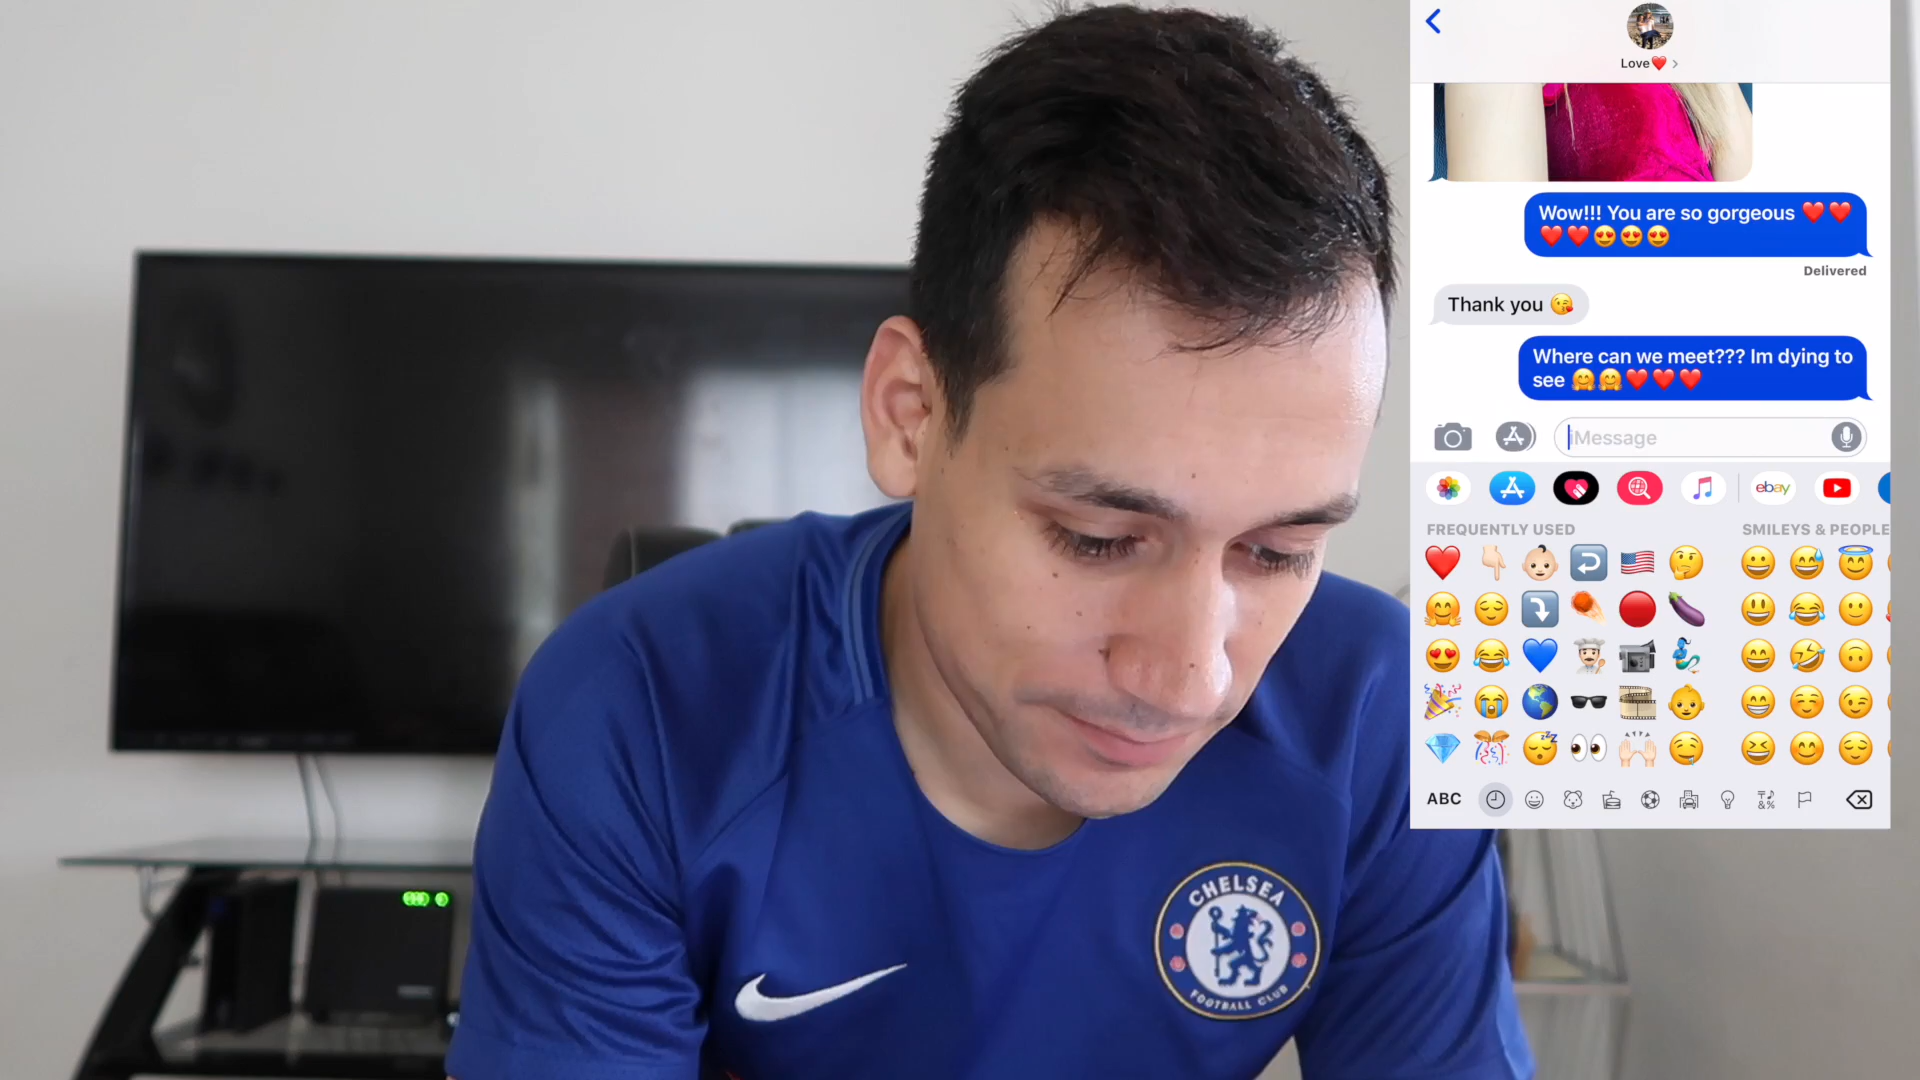 Love❤️ >
Wow!!! You are so gorgeous ❤️❤️
❤️❤️😍😍😍
Delivered
Thank you 😘
Where can we meet??? Im dying to
see 🤗🤗❤️❤️❤️
iMessage
ebay
FREQUENTLY USED
SMILEYS & PEOPLE
ABC
CHELSEA
FOOTBALL CLUB